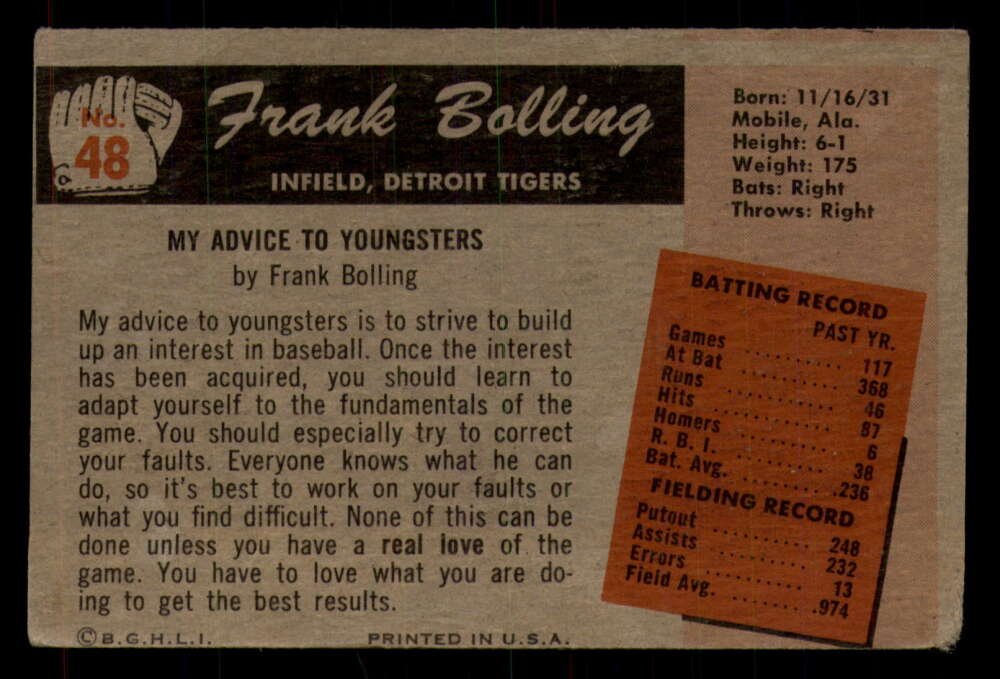 No.
48
Frank Bolling
INFIELD, DETROIT TIGERS
Born: 11/16/31
Mobile, Ala.
Height: 6-1
Weight: 175
Bats: Right
Throws: Right
MY ADVICE TO YOUNGSTERS
by Frank Bolling
My advice to youngsters is to strive to build
up an interest in baseball. Once the interest
has been acquired, you should learn to
adapt yourself to the fundamentals of the
game. You should especially try to correct
your faults. Everyone knows what he can
do, so it's best to work on your faults or
what you find difficult. None of this can be
done unless you have a real love of the
game. You have to love what you are do-
ing to get the best results.
BATTING RECORD
PAST YR.
Games .......... 117
At Bat .......... 368
Runs .......... 46
Hits .......... 87
Homers .......... 6
R. B. I. .......... 38
Bat. Avg. .......... .236
FIELDING RECORD
Putout .......... 248
Assists .......... 232
Errors .......... 13
Field Avg. .......... .974
© B.G.H.L.I.
PRINTED IN U.S.A.